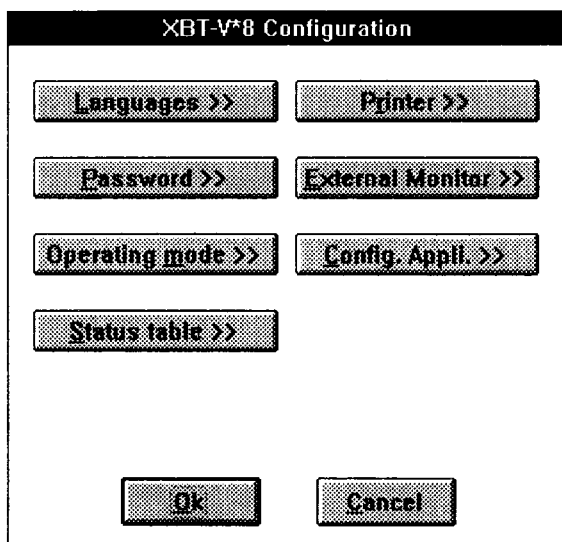 XBT-V*8 Configuration
Languages >> Printer >>
Password >> External Monitor >>
Operating mode >> Config. Appli. >>
Status table >>
Ok Cancel